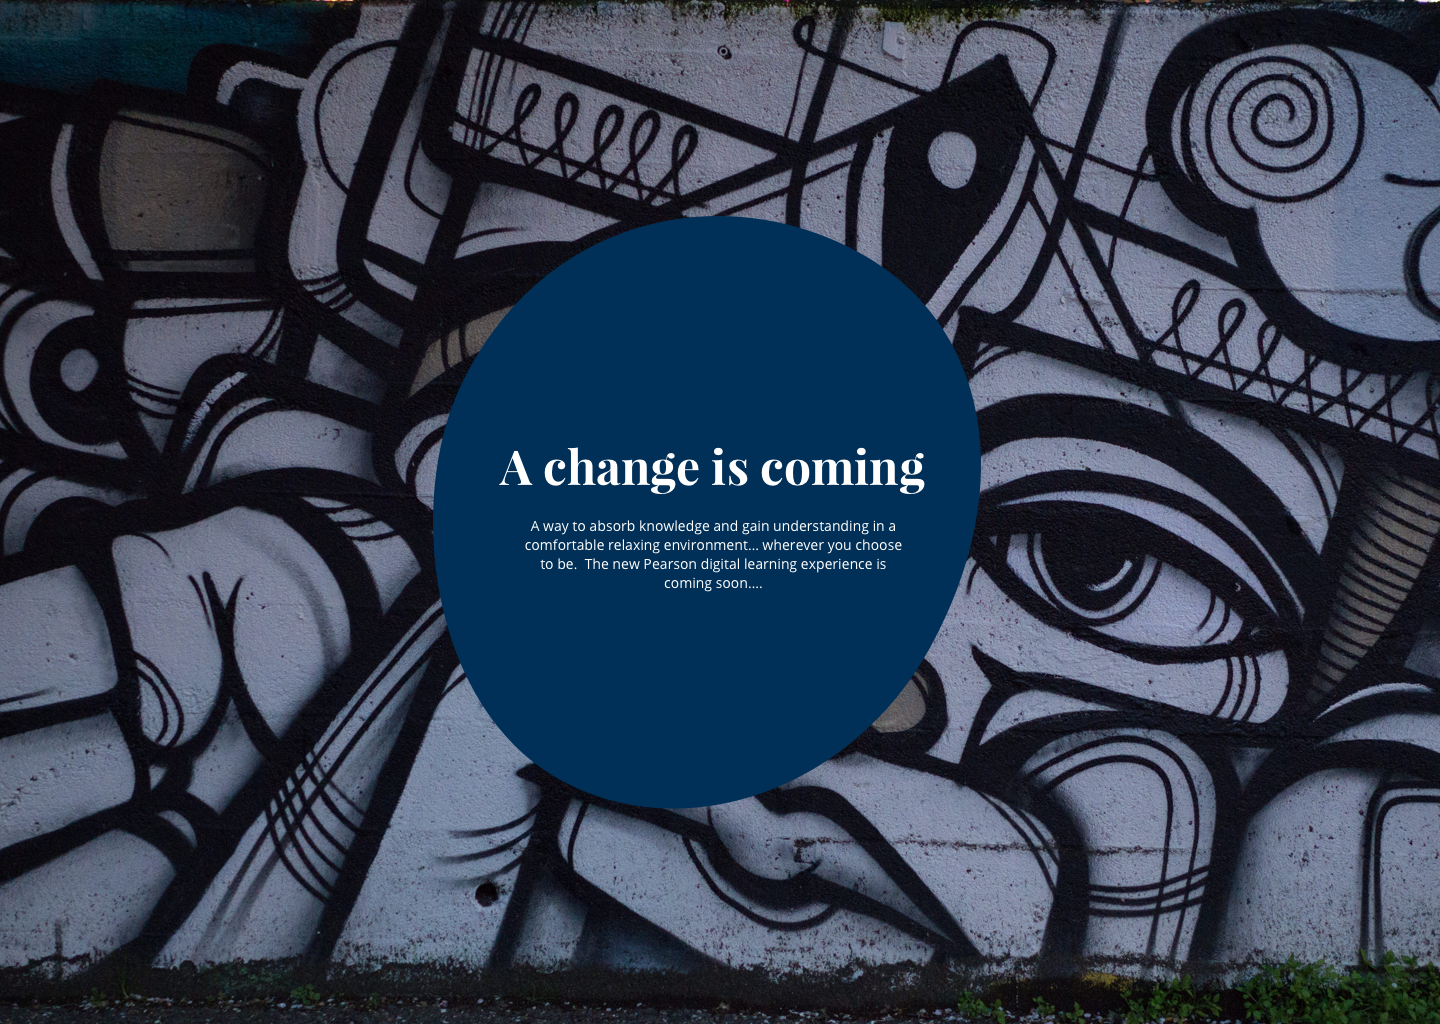 A change is coming
A way to absorb knowledge and gain understanding in a
comfortable relaxing environment... wherever you choose
to be.  The new Pearson digital learning experience is
coming soon....